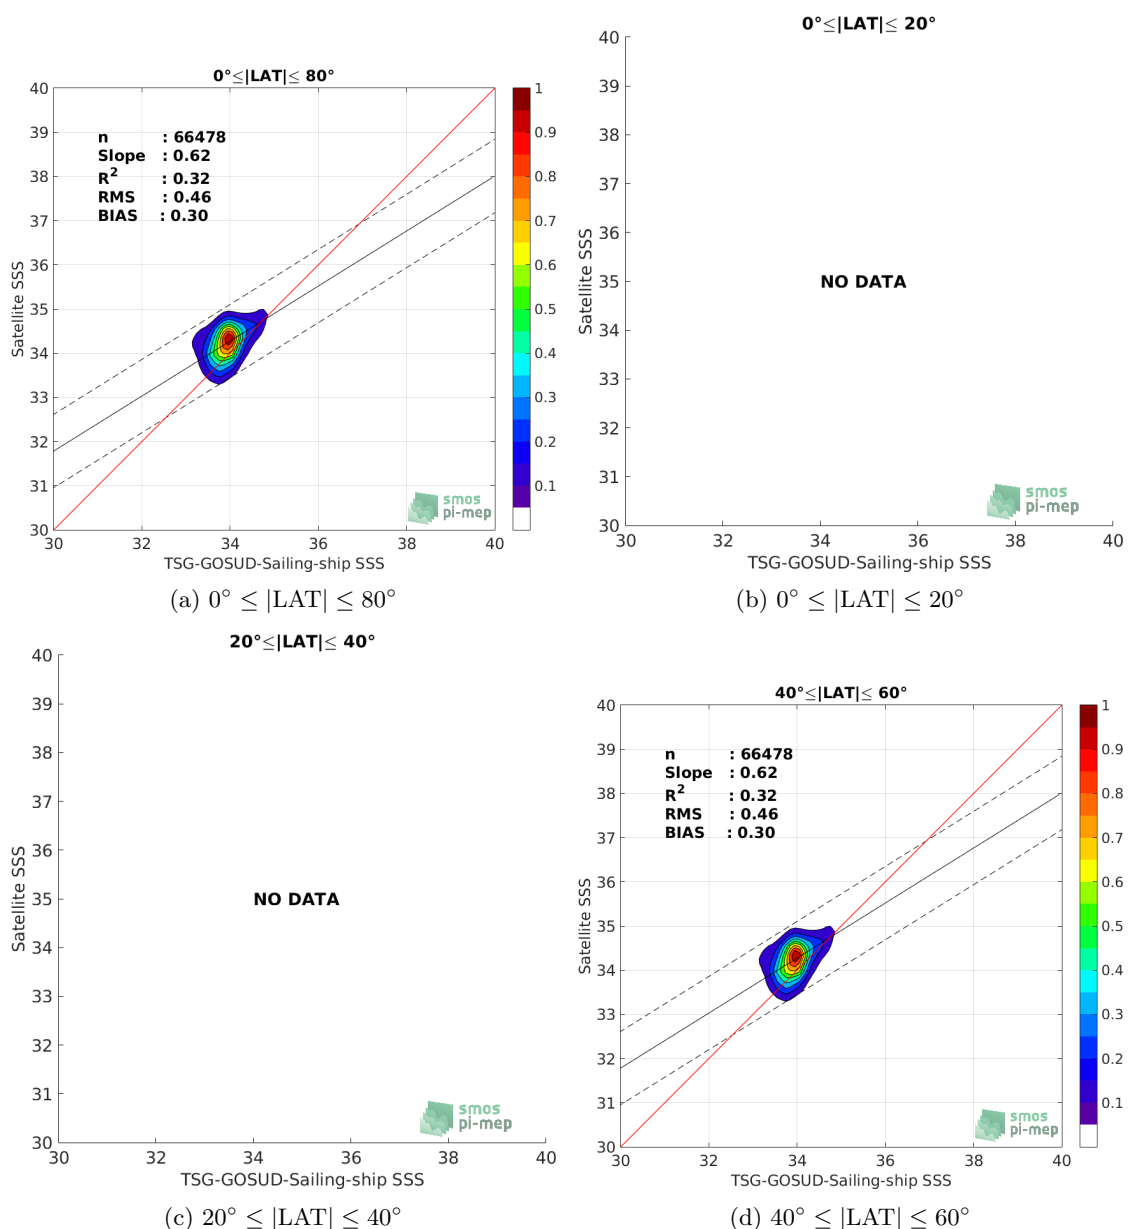 0°≤|LAT|≤ 80°
40
39
38
37
36
35
34
33
32
31
30
Satellite SSS
n : 66478
Slope : 0.62
R² : 0.32
RMS : 0.46
BIAS : 0.30
1
0.9
0.8
0.7
0.6
0.5
0.4
0.3
0.2
0.1
smos
pi-mep
30 32 34 36 38 40
TSG-GOSUD-Sailing-ship SSS
(a) 0° ≤ |LAT| ≤ 80°
0°≤|LAT|≤ 20°
40
39
38
37
36
35
34
33
32
31
30
Satellite SSS
NO DATA
smos
pi-mep
30 32 34 36 38 40
TSG-GOSUD-Sailing-ship SSS
(b) 0° ≤ |LAT| ≤ 20°
20°≤|LAT|≤ 40°
40
39
38
37
36
35
34
33
32
31
30
Satellite SSS
NO DATA
smos
pi-mep
30 32 34 36 38 40
TSG-GOSUD-Sailing-ship SSS
(c) 20° ≤ |LAT| ≤ 40°
40°≤|LAT|≤ 60°
40
39
38
37
36
35
34
33
32
31
30
Satellite SSS
n : 66478
Slope : 0.62
R² : 0.32
RMS : 0.46
BIAS : 0.30
1
0.9
0.8
0.7
0.6
0.5
0.4
0.3
0.2
0.1
smos
pi-mep
30 32 34 36 38 40
TSG-GOSUD-Sailing-ship SSS
(d) 40° ≤ |LAT| ≤ 60°